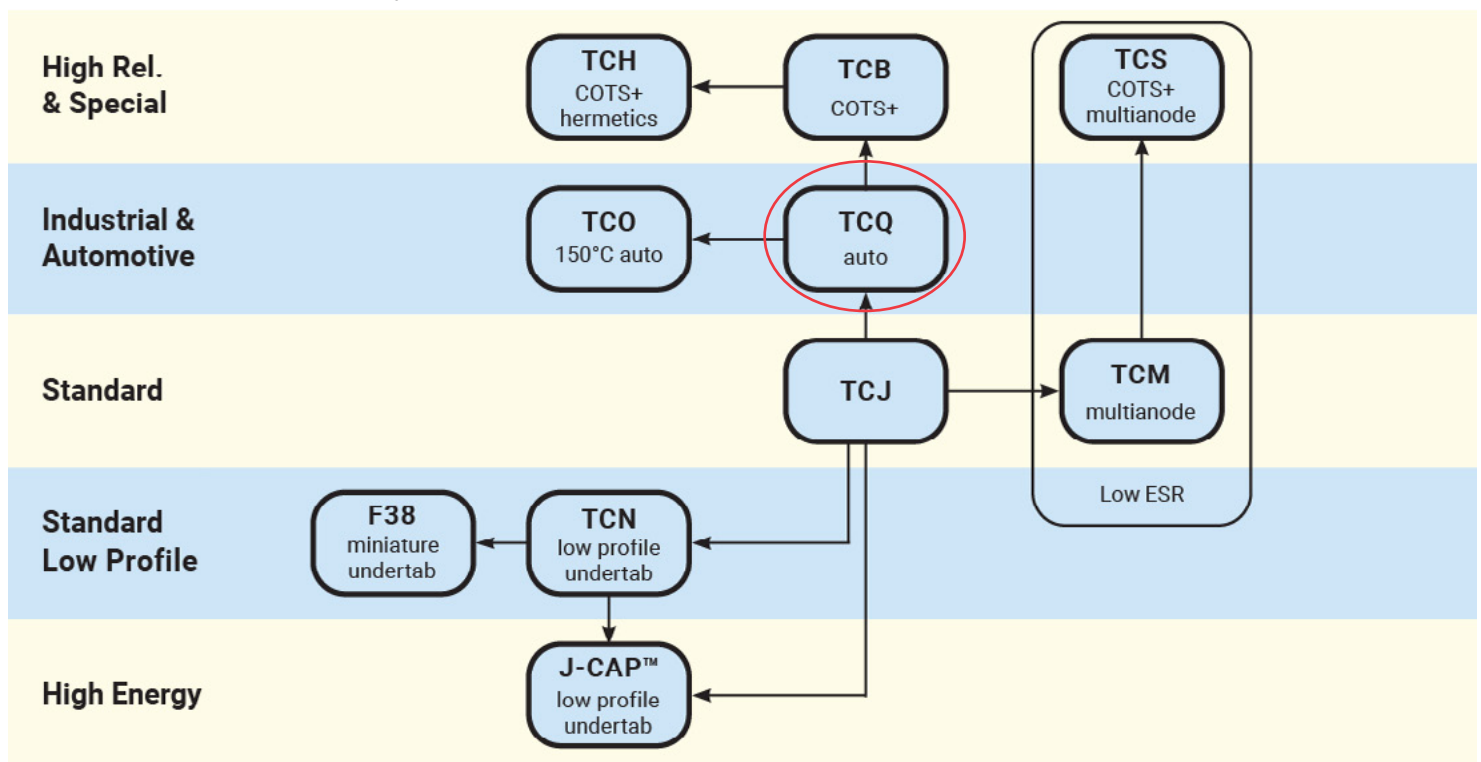 High Rel.
& Special
TCH
COTS+
hermetics
TCB
COTS+
TCS
COTS+
multianode
Industrial &
Automotive
TCO
150°C auto
TCQ
auto
Standard
TCJ
TCM
multianode
Low ESR
Standard
Low Profile
F38
miniature
undertab
TCN
low profile
undertab
High Energy
J-CAP™
low profile
undertab